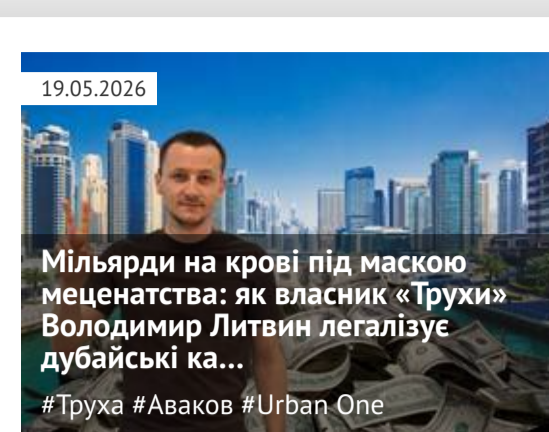 19.05.2026
Мільярди на крові під маскою
меценатства: як власник «Трухи»
Володимир Литвин легалізує
дубайські ка...
#Труха #Аваков #Urban One